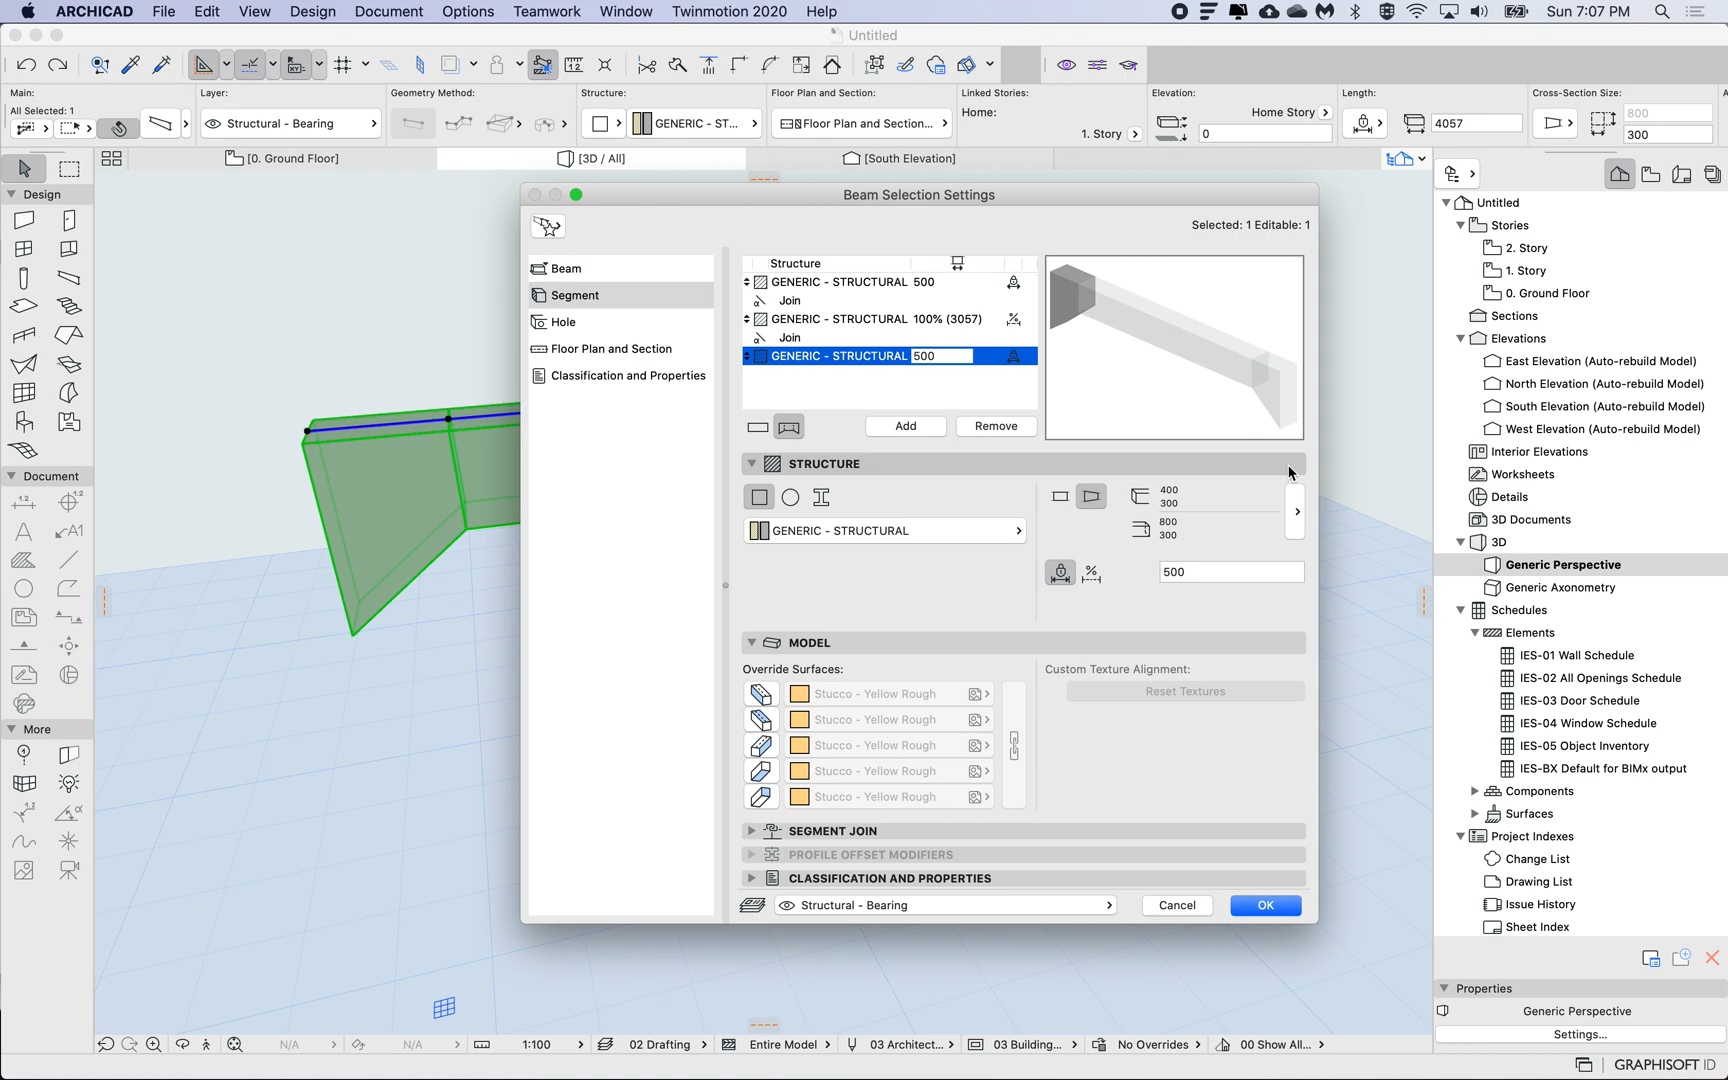 ARCHICAD File Edit View Design Document Options Teamwork Window Twinmotion 2020 Help Sun 7:07 PM
Untitled
Main:
All Selected: 1
Layer:
Structural - Bearing
Geometry Method:
Structure:
GENERIC - ST...
Floor Plan and Section:
Floor Plan and Section...
Linked Stories:
Home:
1. Story
Elevation:
Home Story
0
Length:
4057
Cross-Section Size:
800
300
[0. Ground Floor] [3D / All] [South Elevation]
Design
Document
More
Beam Selection Settings
Selected: 1 Editable: 1
Beam
Segment
Hole
Floor Plan and Section
Classification and Properties
Structure
GENERIC - STRUCTURAL 500
Join
GENERIC - STRUCTURAL 100% (3057)
Join
GENERIC - STRUCTURAL 500
Add Remove
STRUCTURE
GENERIC - STRUCTURAL
400
300
800
300
500
MODEL
Override Surfaces:
Stucco - Yellow Rough
Stucco - Yellow Rough
Stucco - Yellow Rough
Stucco - Yellow Rough
Stucco - Yellow Rough
Custom Texture Alignment:
Reset Textures
SEGMENT JOIN
PROFILE OFFSET MODIFIERS
CLASSIFICATION AND PROPERTIES
Structural - Bearing Cancel OK
Untitled
Stories
2. Story
1. Story
0. Ground Floor
Sections
Elevations
East Elevation (Auto-rebuild Model)
North Elevation (Auto-rebuild Model)
South Elevation (Auto-rebuild Model)
West Elevation (Auto-rebuild Model)
Interior Elevations
Worksheets
Details
3D Documents
3D
Generic Perspective
Generic Axonometry
Schedules
Elements
IES-01 Wall Schedule
IES-02 All Openings Schedule
IES-03 Door Schedule
IES-04 Window Schedule
IES-05 Object Inventory
IES-BX Default for BIMx output
Components
Surfaces
Project Indexes
Change List
Drawing List
Issue History
Sheet Index
Properties
Generic Perspective
Settings...
N/A N/A 1:100 02 Drafting Entire Model 03 Architect... 03 Building... No Overrides 00 Show All...
GRAPHISOFT ID